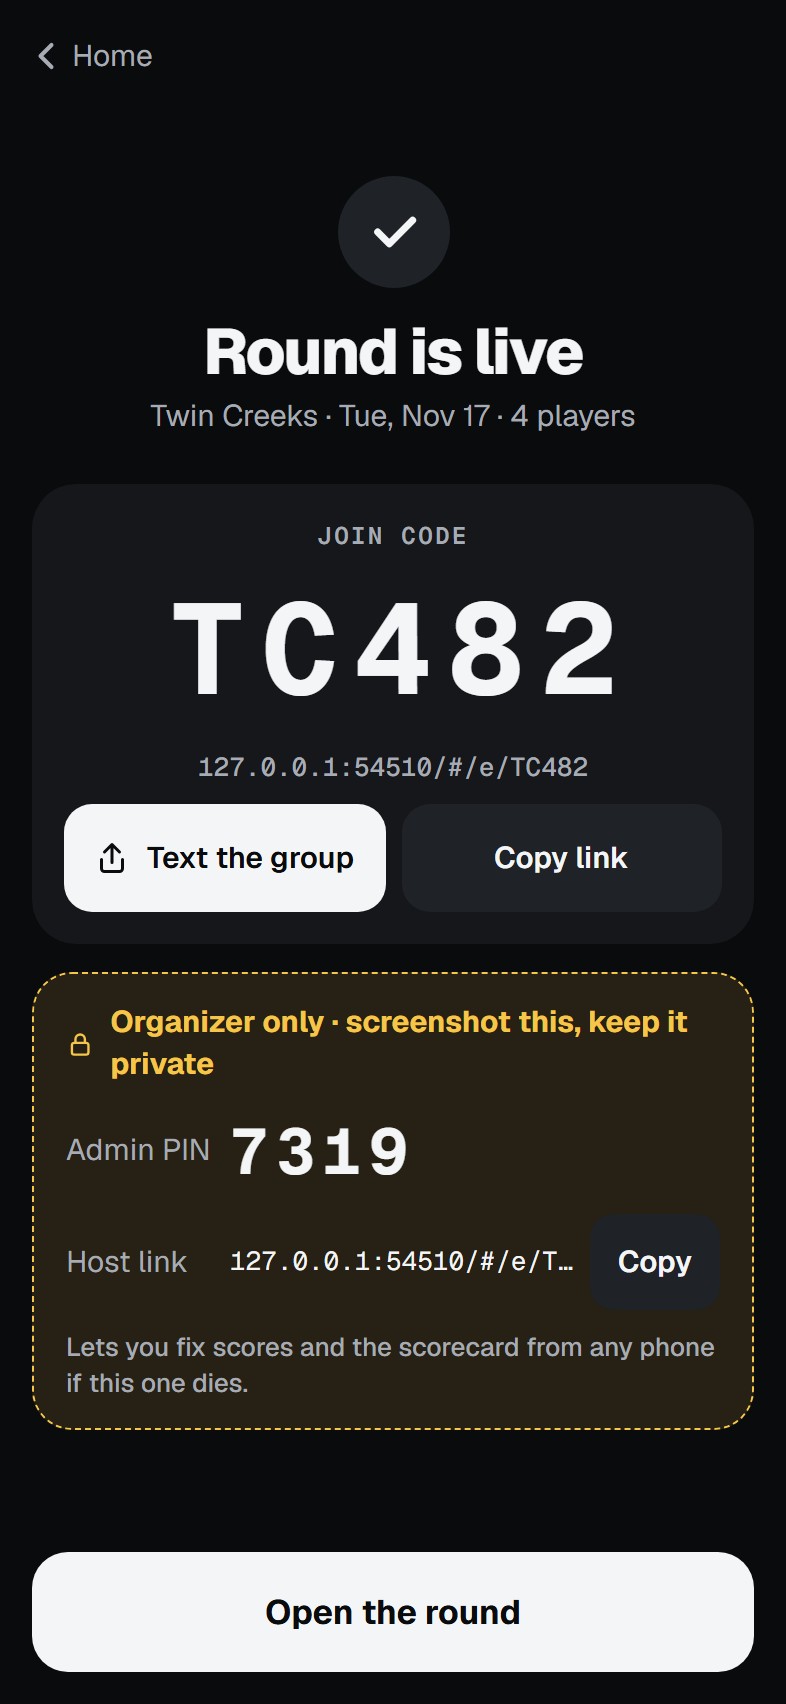 Home
Round is live
Twin Creeks · Tue, Nov 17 · 4 players
JOIN CODE
TC482
127.0.0.1:54510/#/e/TC482
Text the group
Copy link
Organizer only · screenshot this, keep it
private
Admin PIN 7319
Host link 127.0.0.1:54510/#/e/T… Copy
Lets you fix scores and the scorecard from any phone
if this one dies.
Open the round